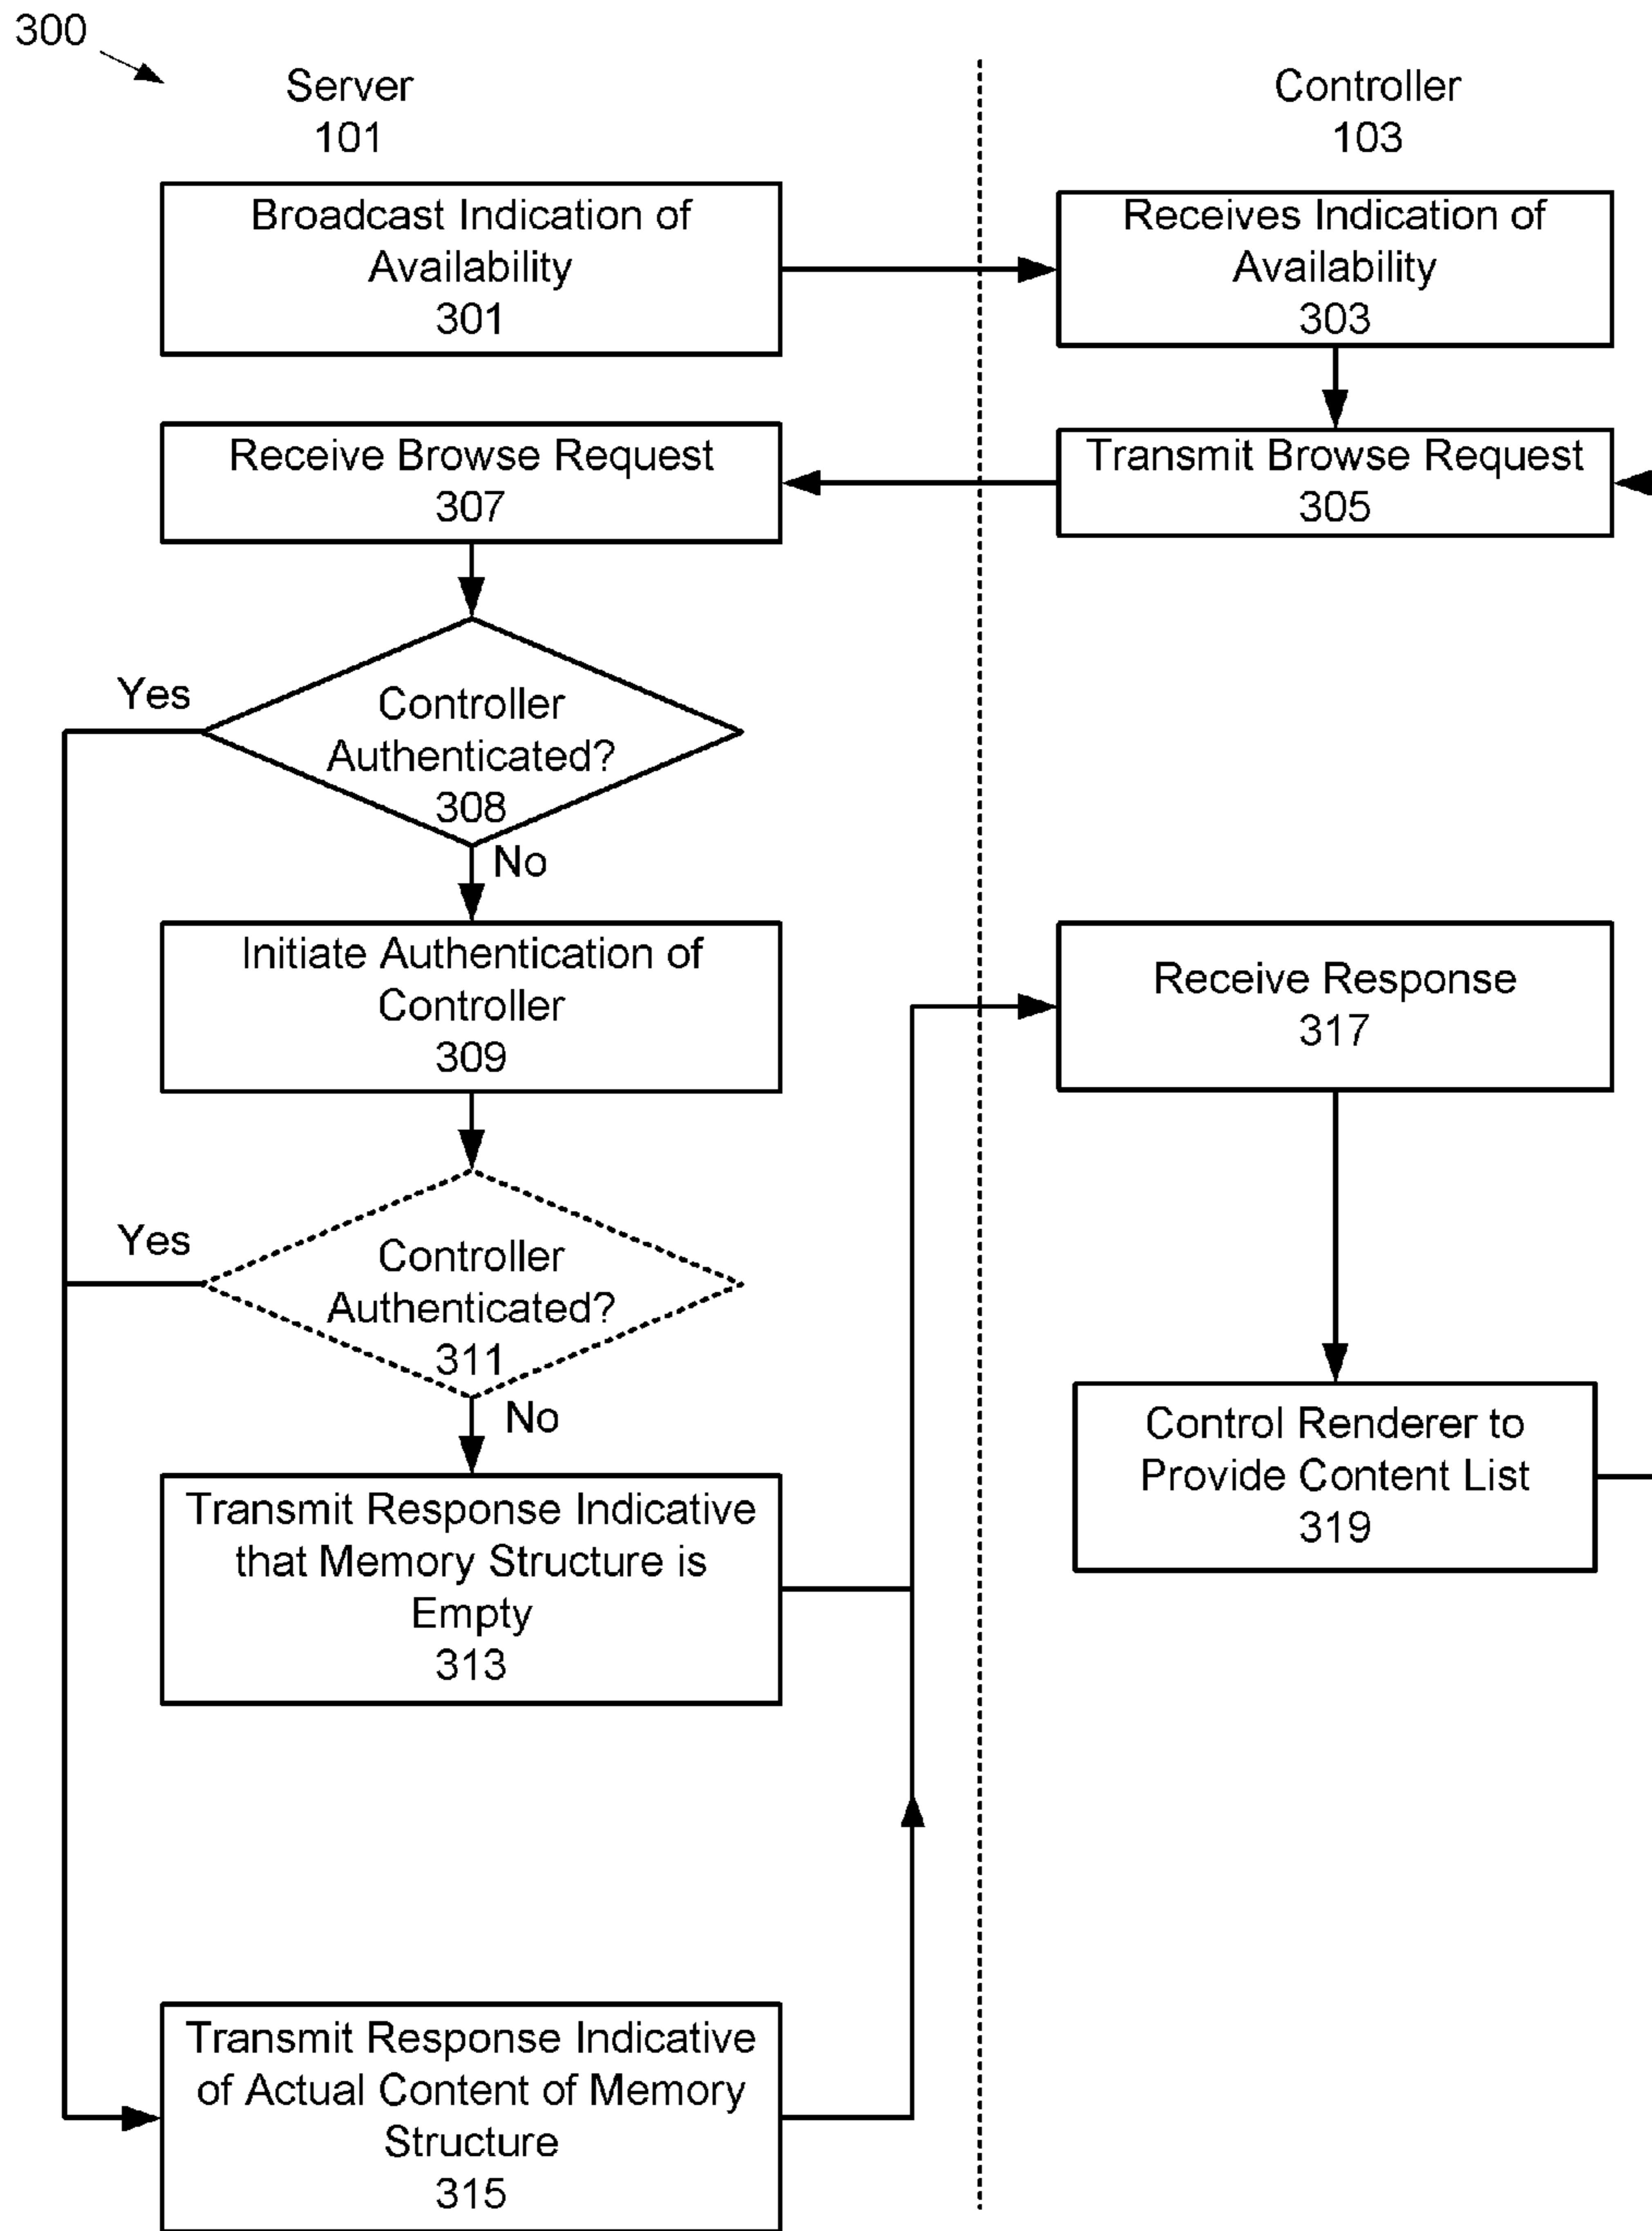 300
Server
101
Controller
103
Broadcast Indication of
Availability
301
Receives Indication of
Availability
303
Receive Browse Request
307
Transmit Browse Request
305
Yes
Controller
Authenticated?
308
No
Initiate Authentication of
Controller
309
Receive Response
317
Yes
Controller
Authenticated?
311
No
Control Renderer to
Provide Content List
319
Transmit Response Indicative
that Memory Structure is
Empty
313
Transmit Response Indicative
of Actual Content of Memory
Structure
315